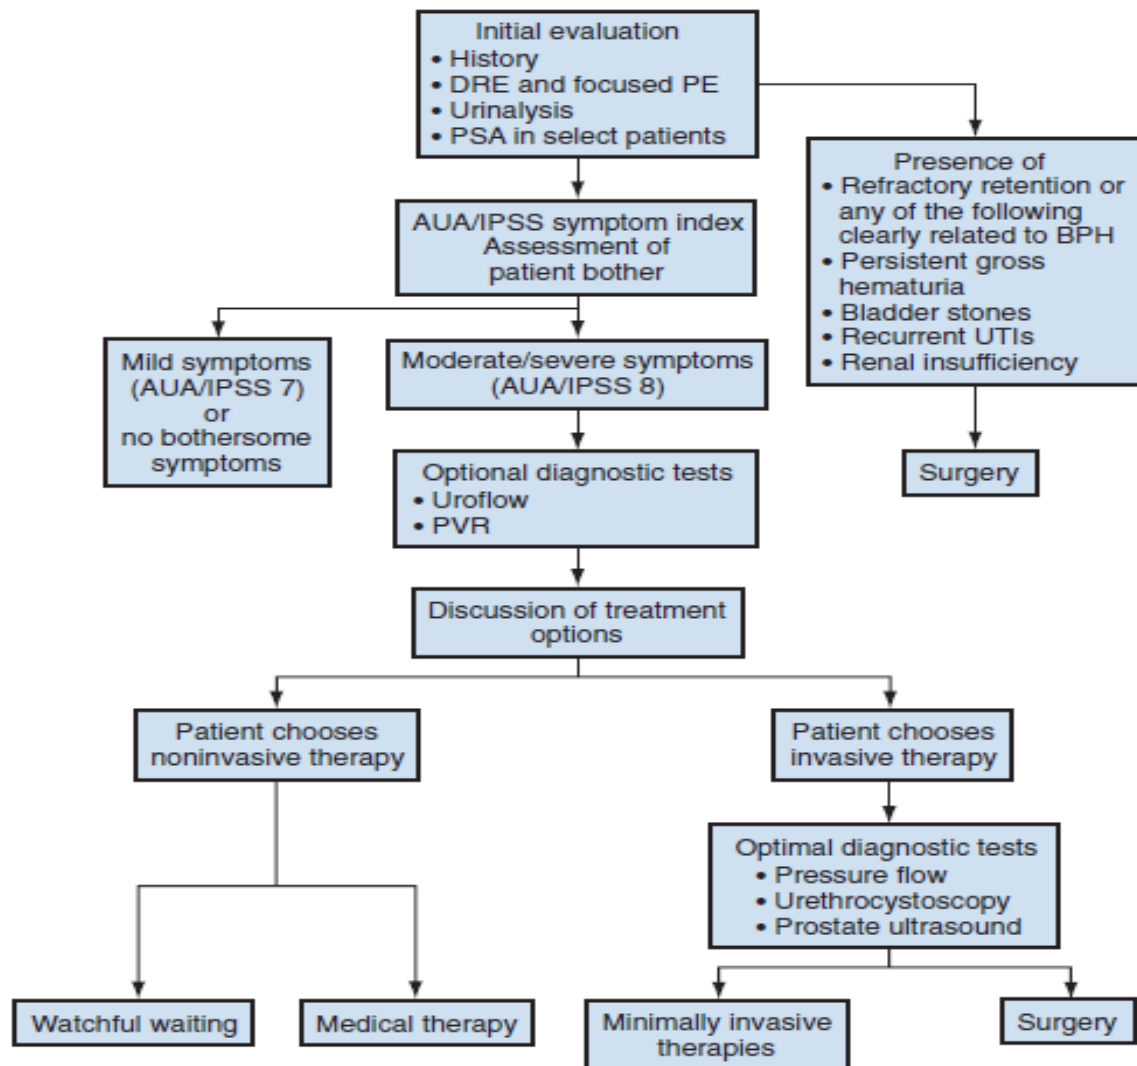 Initial evaluation
• History
• DRE and focused PE
• Urinalysis
• PSA in select patients
Presence of
• Refractory retention or
any of the following
clearly related to BPH
• Persistent gross
hematuria
• Bladder stones
• Recurrent UTIs
• Renal insufficiency
AUA/IPSS symptom index
Assessment of
patient bother
Mild symptoms
(AUA/IPSS 7)
or
no bothersome
symptoms
Moderate/severe symptoms
(AUA/IPSS 8)
Surgery
Optional diagnostic tests
• Uroflow
• PVR
Discussion of treatment
options
Patient chooses
noninvasive therapy
Patient chooses
invasive therapy
Optimal diagnostic tests
• Pressure flow
• Urethrocystoscopy
• Prostate ultrasound
Watchful waiting
Medical therapy
Minimally invasive
therapies
Surgery